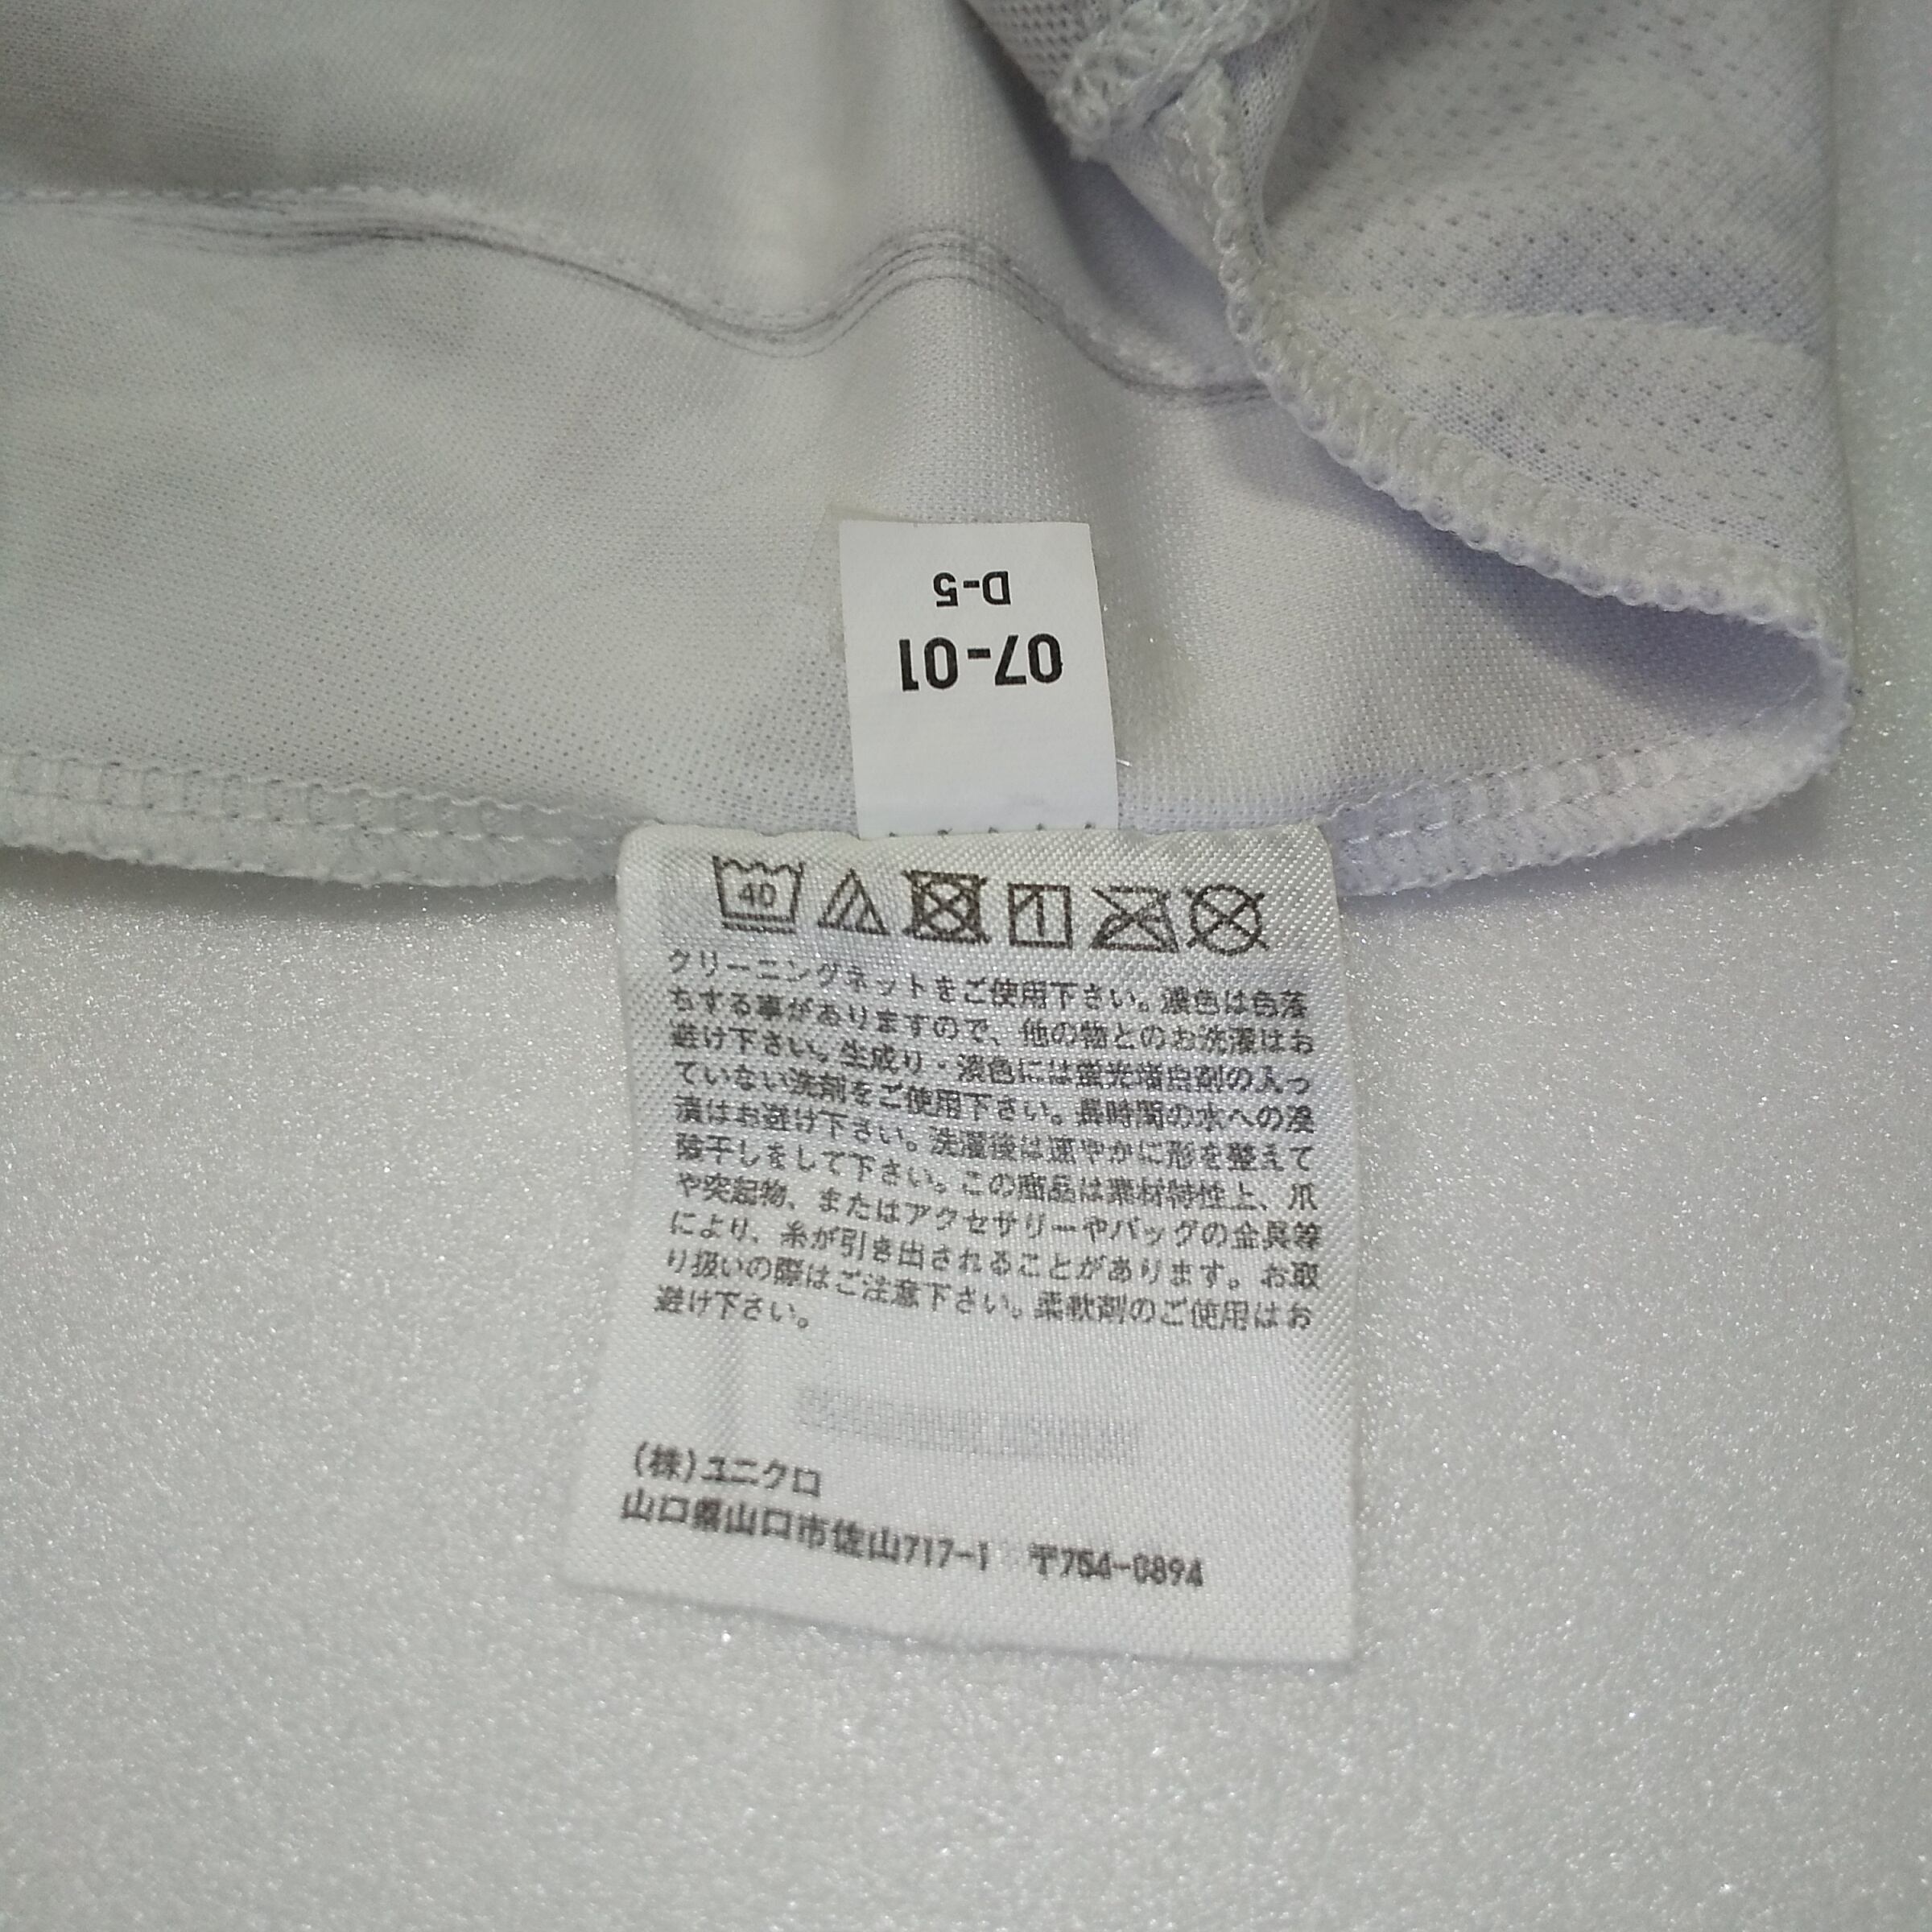 D-5
07-01
40
クリーニングネットをご使用下さい。濃色は色落
ちする事がありますので、他の物とのお洗濯はお
避け下さい。生成り・淡色には蛍光増白剤の入っ
ていない洗剤をご使用下さい。長時間の水への浸
漬はお避け下さい。洗濯後は速やかに形を整えて
陰干しをして下さい。この商品は素材特性上、爪
や突起物、またはアクセサリーやバッグの金具等
により、糸が引き出されることがあります。お取
り扱いの際はご注意下さい。柔軟剤のご使用はお
避け下さい。
(株)ユニクロ
山口県山口市佐山717-1 〒754-0894